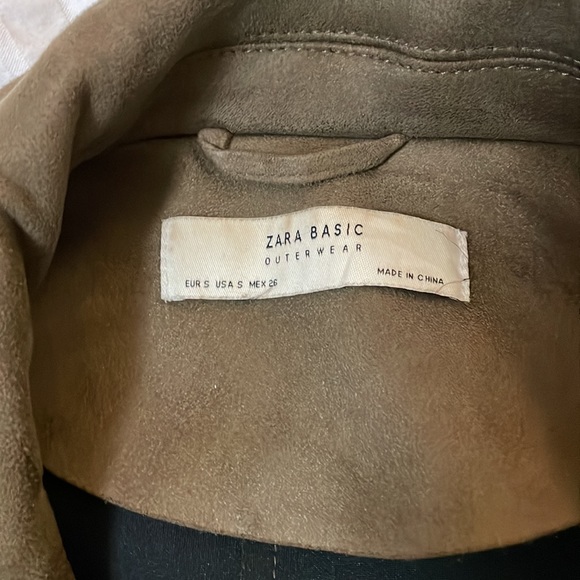 ZARA BASIC
OUTERWEAR
EUR S USA S MEX 26
MADE IN CHINA